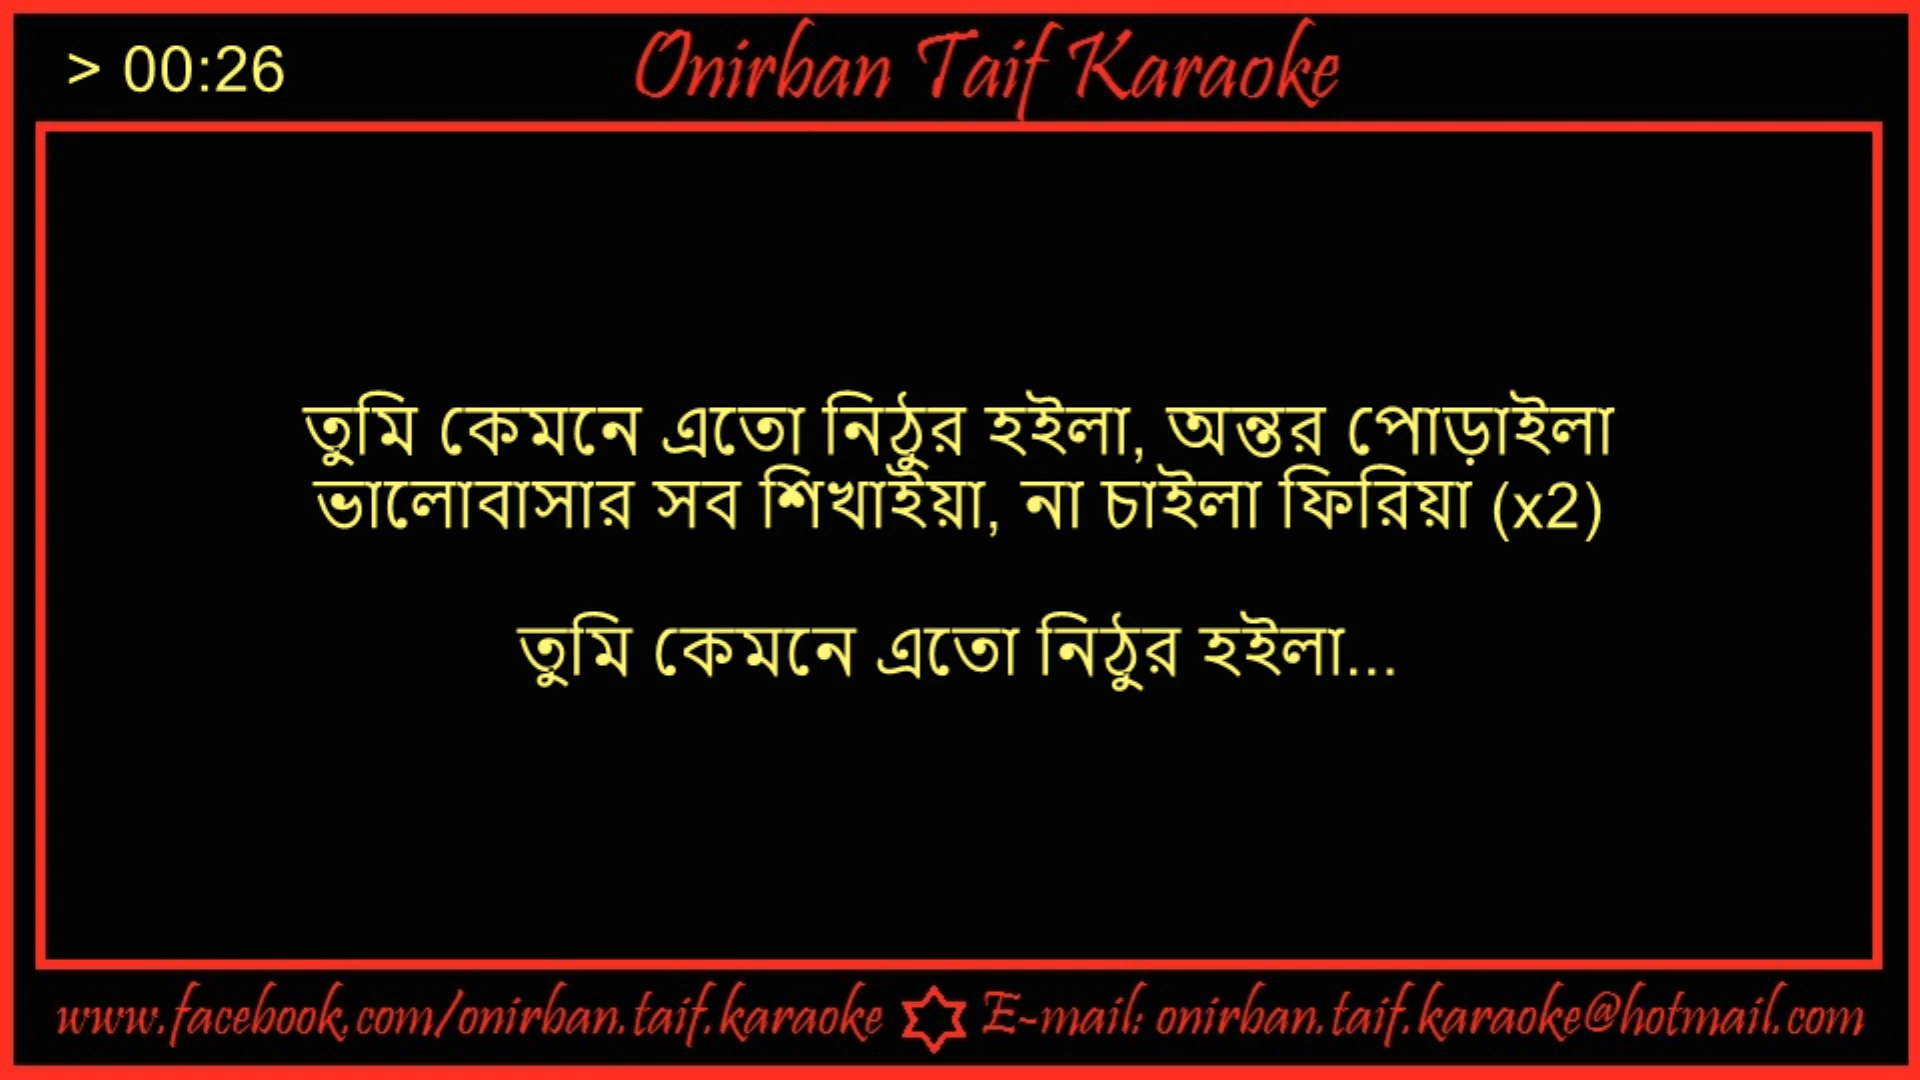 > 00:26
Onirban Taif Karaoke
তুমি কেমনে এতো নিঠুর হইলা, অন্তর পোড়াইলা
ভালোবাসার সব শিখাইয়া, না চাইলা ফিরিয়া (x2)
তুমি কেমনে এতো নিঠুর হইলা...
www.facebook.com/onirban.taif.karaoke ✡ E-mail: onirban.taif.karaoke@hotmail.com